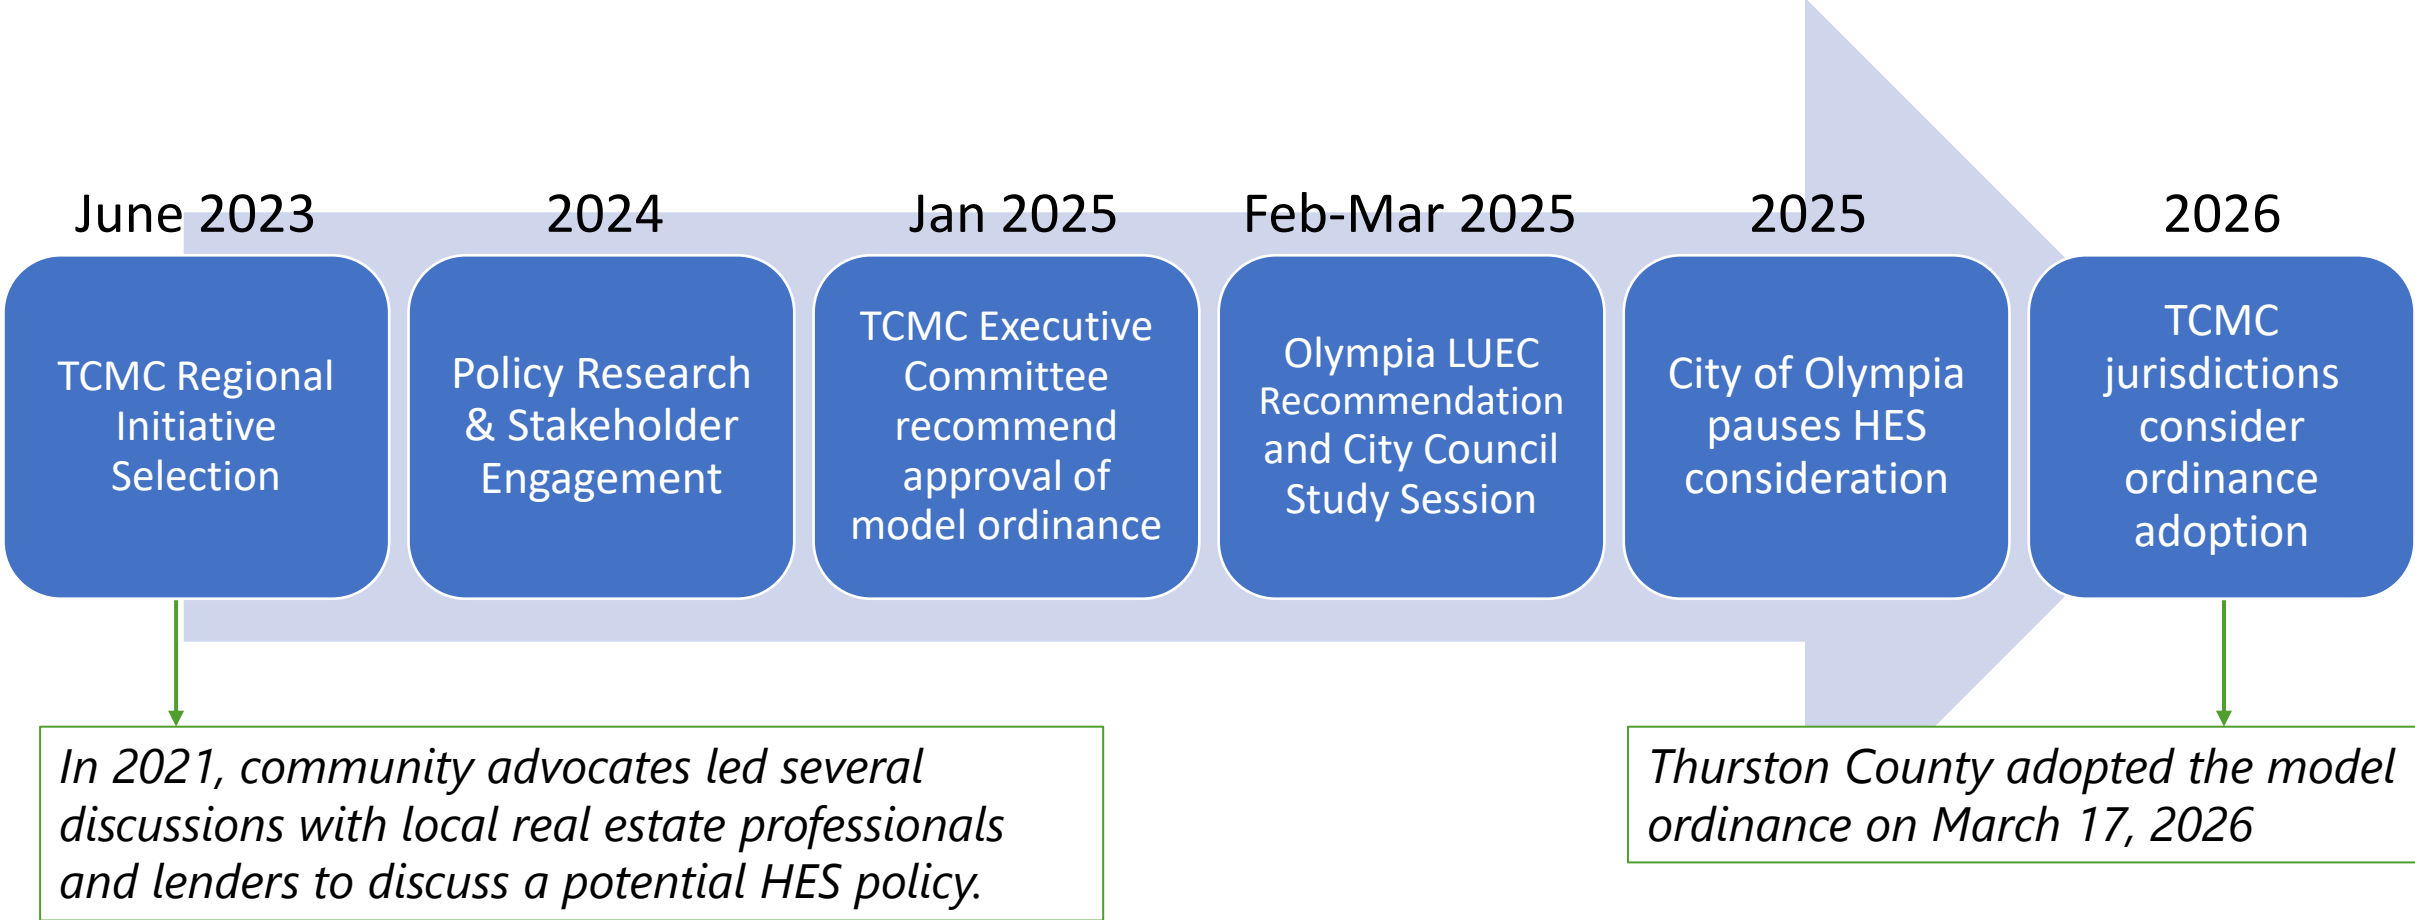 June 2023
2024
Jan 2025
Feb-Mar 2025
2025
2026
TCMC Regional
Initiative
Selection
Policy Research
& Stakeholder
Engagement
TCMC Executive
Committee
recommend
approval of
model ordinance
Olympia LUEC
Recommendation
and City Council
Study Session
City of Olympia
pauses HES
consideration
TCMC
jurisdictions
consider
ordinance
adoption
In 2021, community advocates led several
discussions with local real estate professionals
and lenders to discuss a potential HES policy.
Thurston County adopted the model
ordinance on March 17, 2026